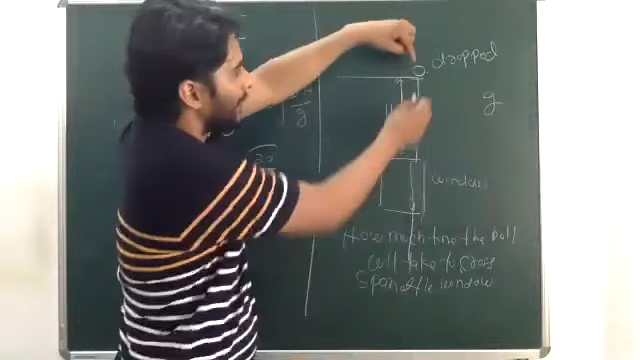 dropped
g
window
How much time the ball
will take to cross
Span of the window